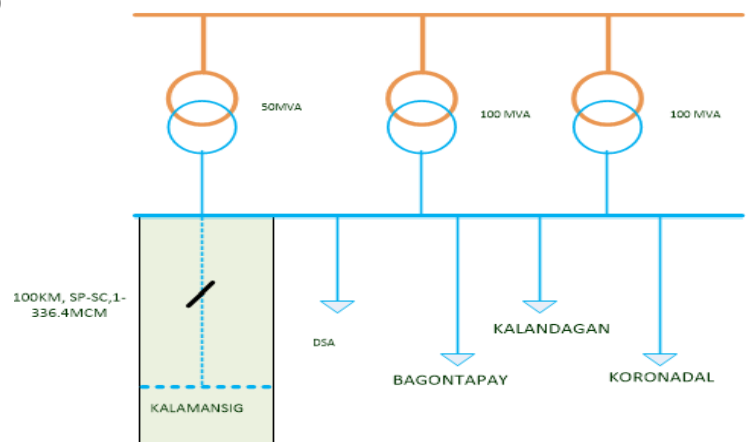 50MVA
100 MVA
100 MVA
100KM, SP-SC,1-
336.4MCM
DSA
KALANDAGAN
BAGONTAPAY
KORONADAL
KALAMANSIG